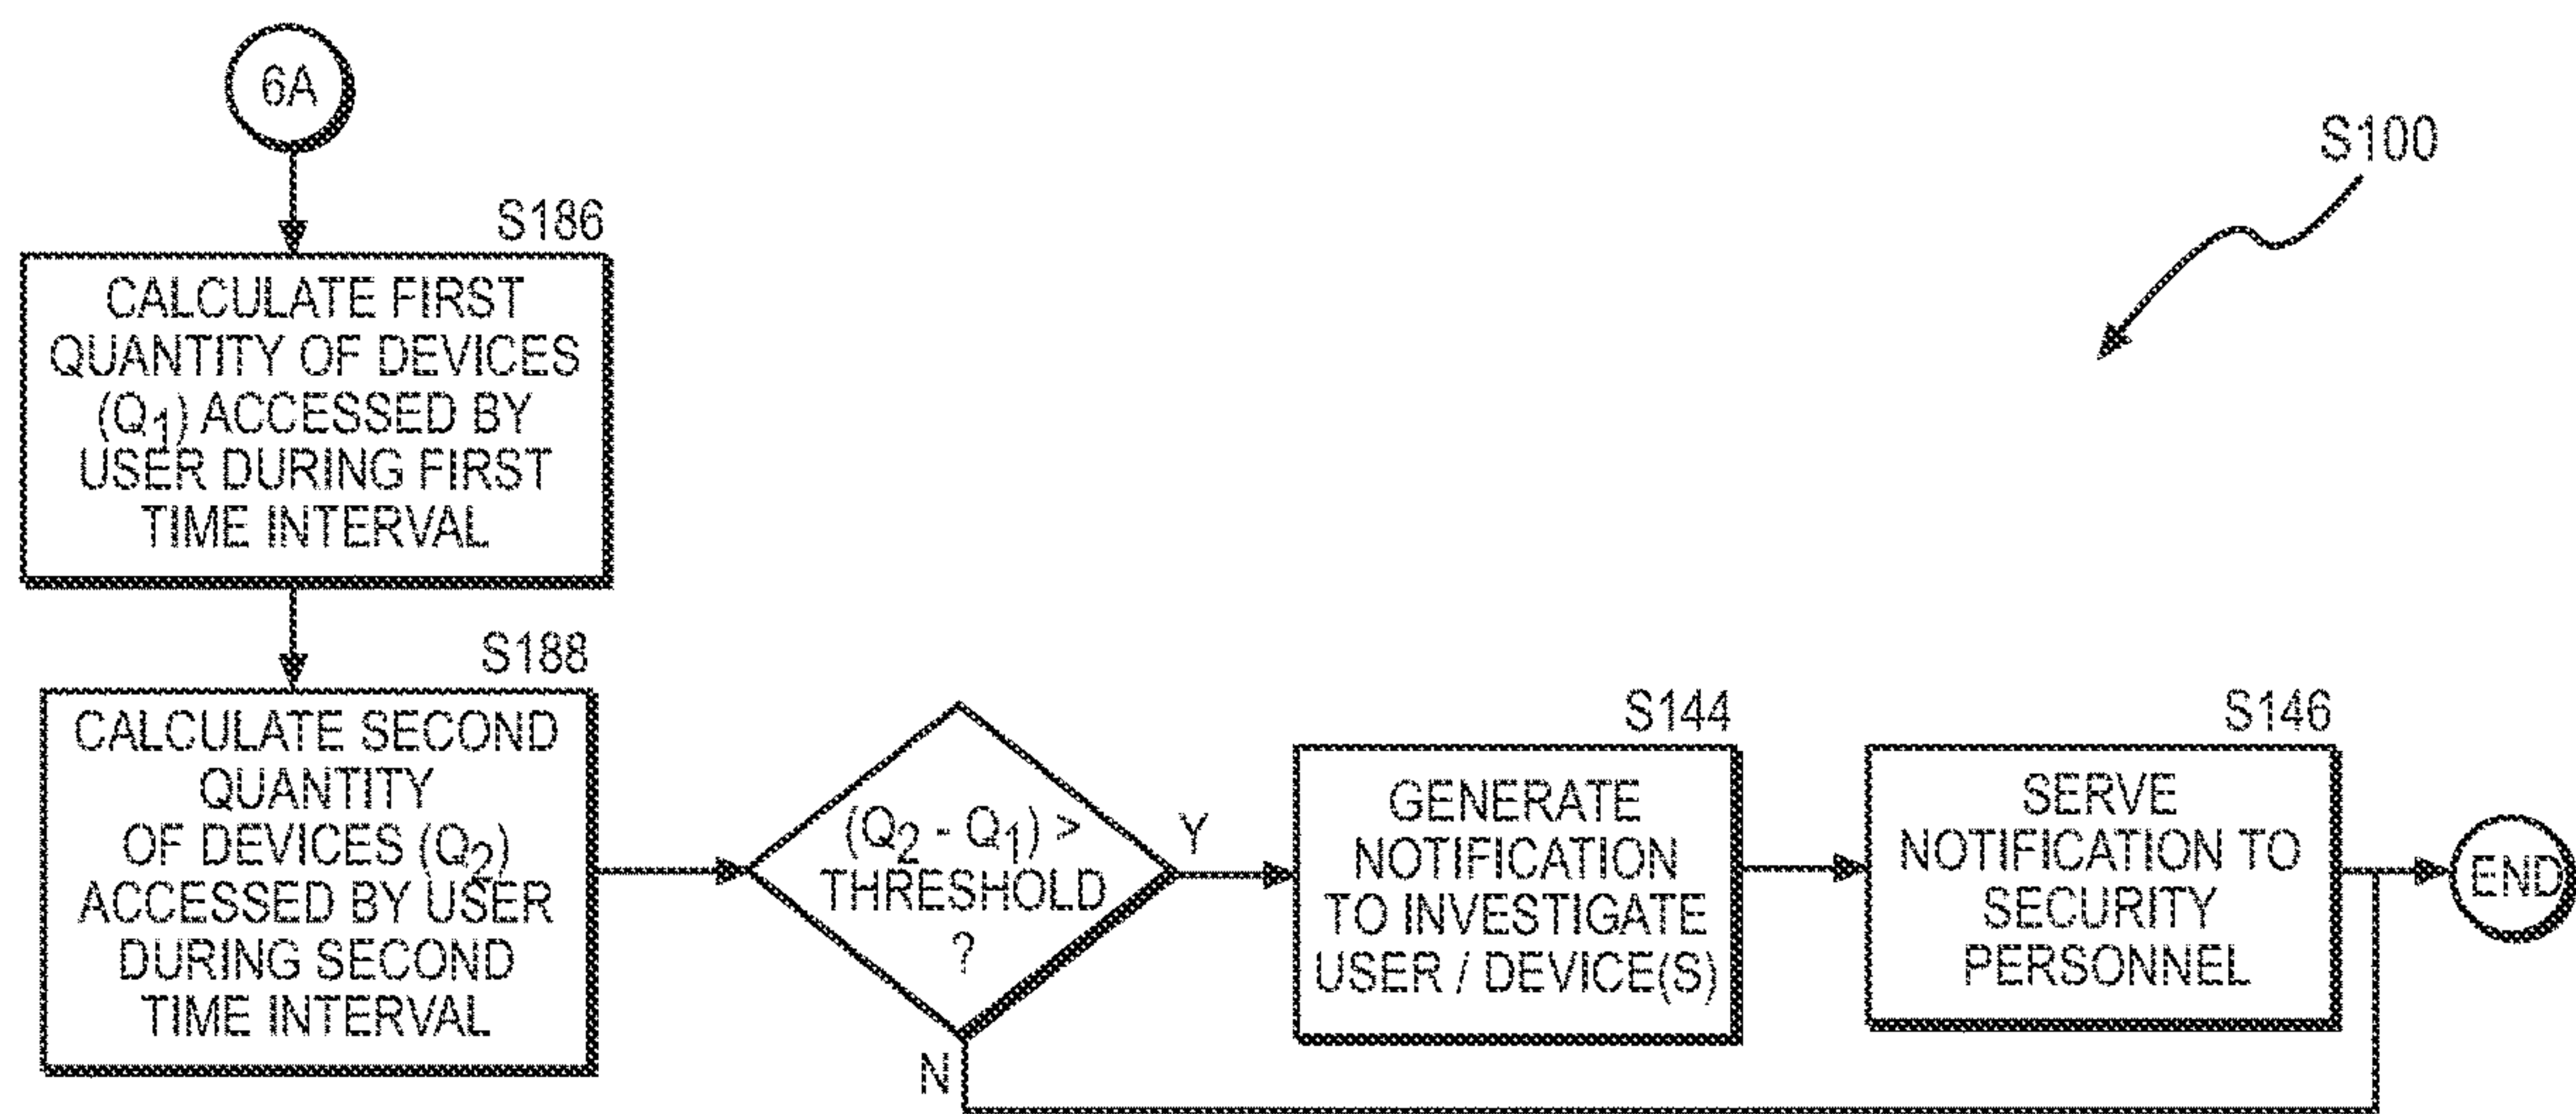 6A
S100
S186
CALCULATE FIRST
QUANTITY OF DEVICES
(Q1) ACCESSED BY
USER DURING FIRST
TIME INTERVAL
S188
CALCULATE SECOND
QUANTITY
OF DEVICES (Q2)
ACCESSED BY USER
DURING SECOND
TIME INTERVAL
(Q2 - Q1) >
THRESHOLD
?
Y
N
S144
GENERATE
NOTIFICATION
TO INVESTIGATE
USER / DEVICE(S)
S146
SERVE
NOTIFICATION TO
SECURITY
PERSONNEL
END